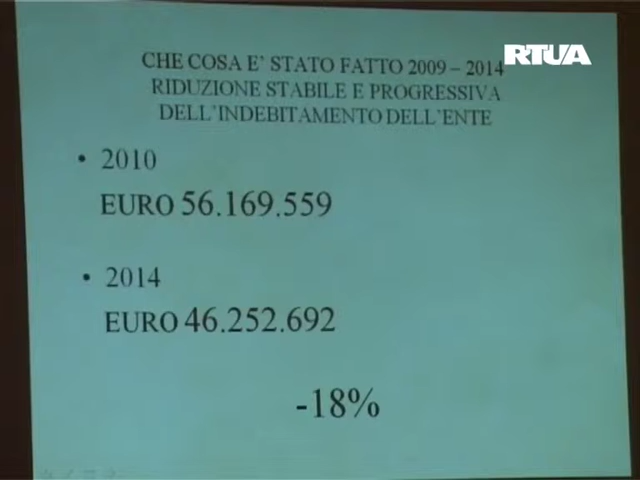 RTUA
CHE COSA E' STATO FATTO 2009 – 2014
RIDUZIONE STABILE E PROGRESSIVA
DELL'INDEBITAMENTO DELL'ENTE
• 2010
EURO 56.169.559
• 2014
EURO 46.252.692
-18%